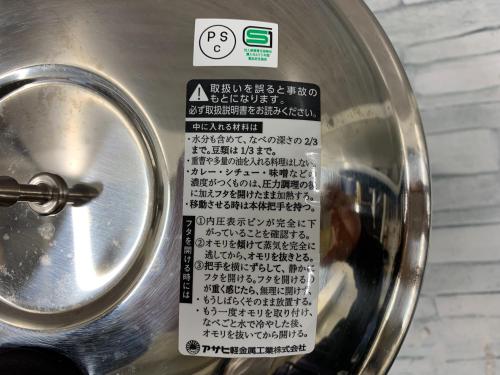 PS
C
S
取扱いを誤ると事故の
もとになります。
必ず取扱説明書をお読みください。
中に入れる材料は
・水分も含めて、なべの深さの2/3
まで。豆類は1/3まで。
・重曹や多量の油を入れる料理はしない。
・カレー・シチュー・味噌などの
濃度がつくものは、圧力調理の後
に加えフタを開けたまま加熱する。
・移動させる時は本体把手を持つ。
フタを開ける時には
①内圧表示ピンが完全に下
がっていることを確認する。
②オモリを傾けて蒸気を完全に
逃してから、オモリを抜きとる。
③把手を横にずらして、静かに
フタを開ける。フタを開けるの
が重く感じたら、無理に開けず、
・もうしばらくそのまま放置する。
・もう一度オモリを取り付け、
なべごと水で冷やした後、
オモリを抜いてから開ける。
アサヒ軽金属工業株式会社